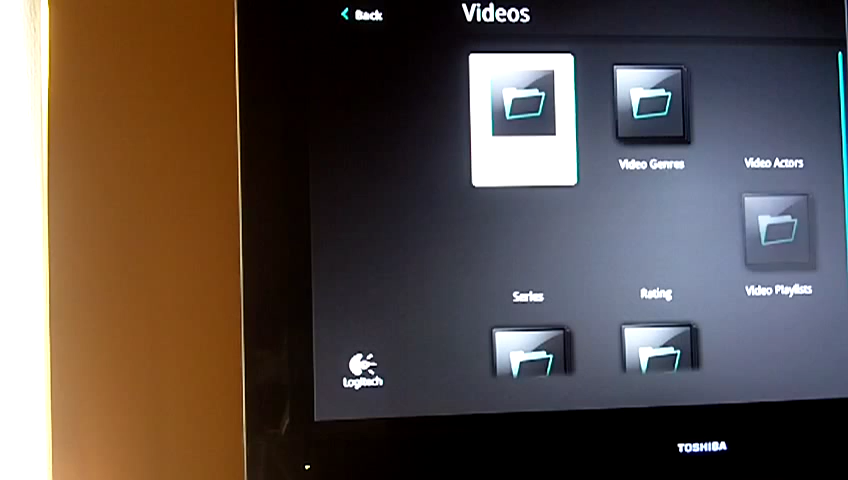 Back
Videos
Video Genres
Video Actors
Series
Rating
Video Playlists
Logitech
TOSHIBA